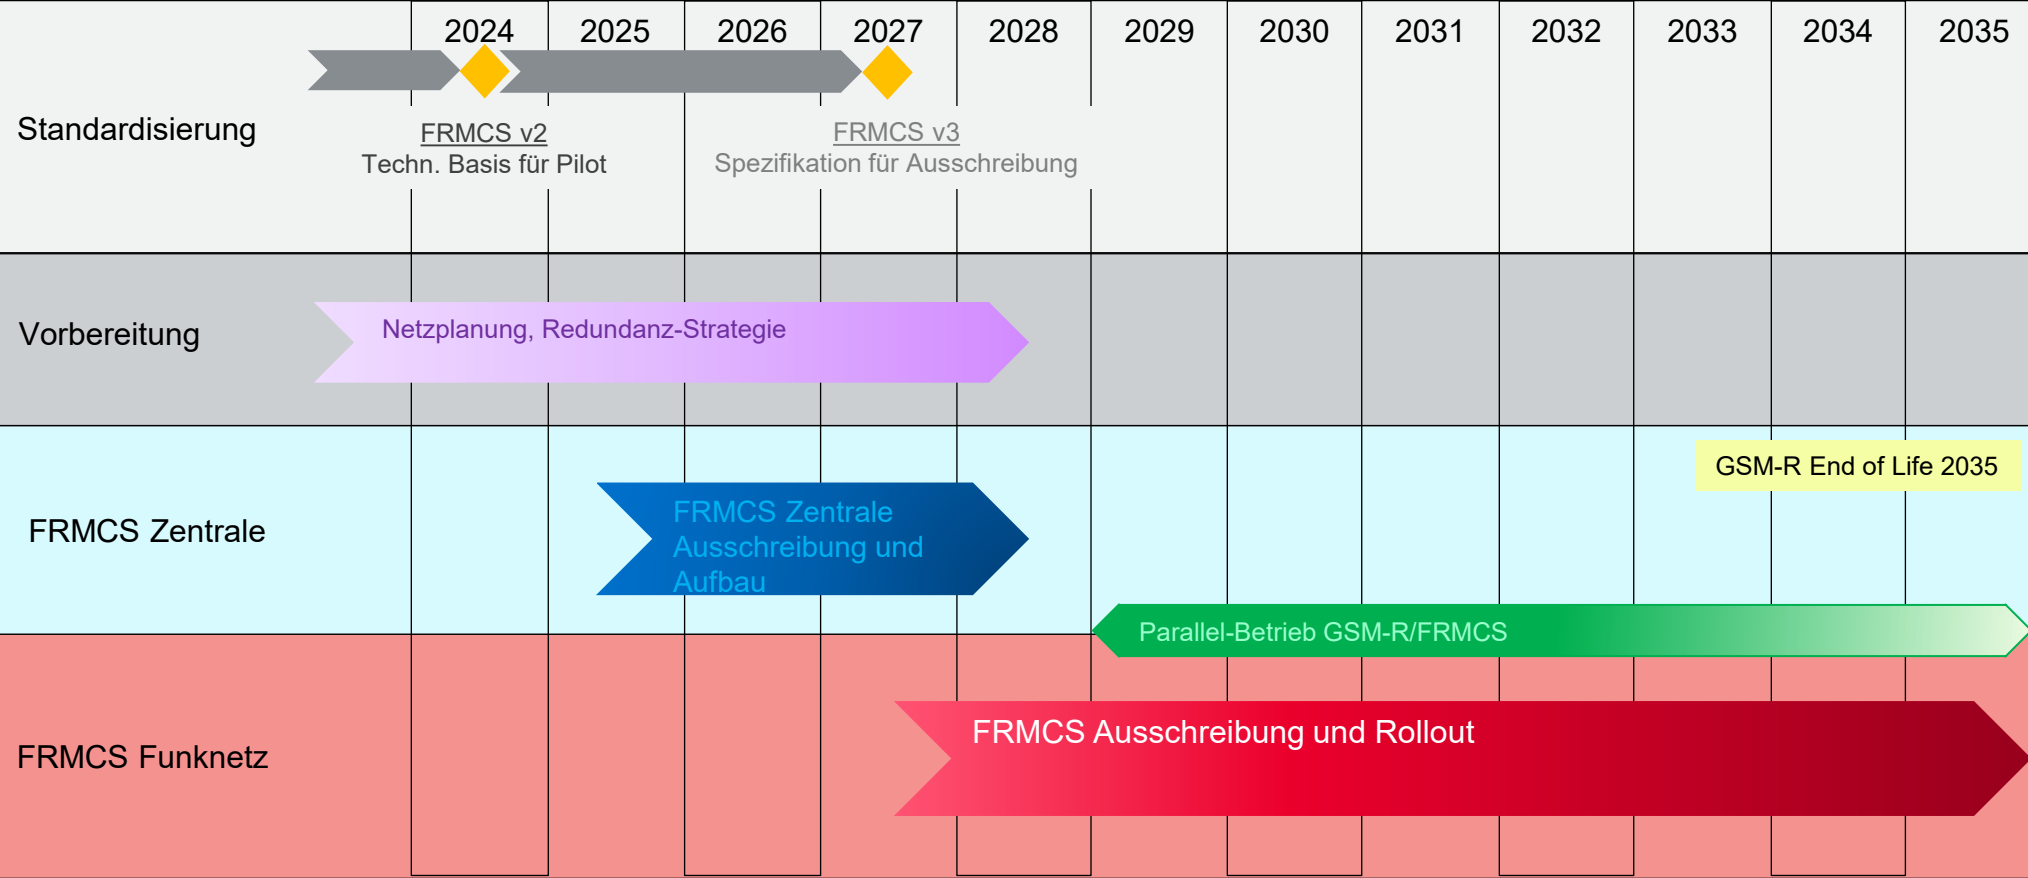 2024 2025 2026 2027 2028 2029 2030 2031 2032 2033 2034 2035
Standardisierung
FRMCS v2
Techn. Basis für Pilot
FRMCS v3
Spezifikation für Ausschreibung
Vorbereitung
Netzplanung, Redundanz-Strategie
GSM-R End of Life 2035
FRMCS Zentrale
FRMCS Zentrale
Ausschreibung und
Aufbau
Parallel-Betrieb GSM-R/FRMCS
FRMCS Funknetz
FRMCS Ausschreibung und Rollout